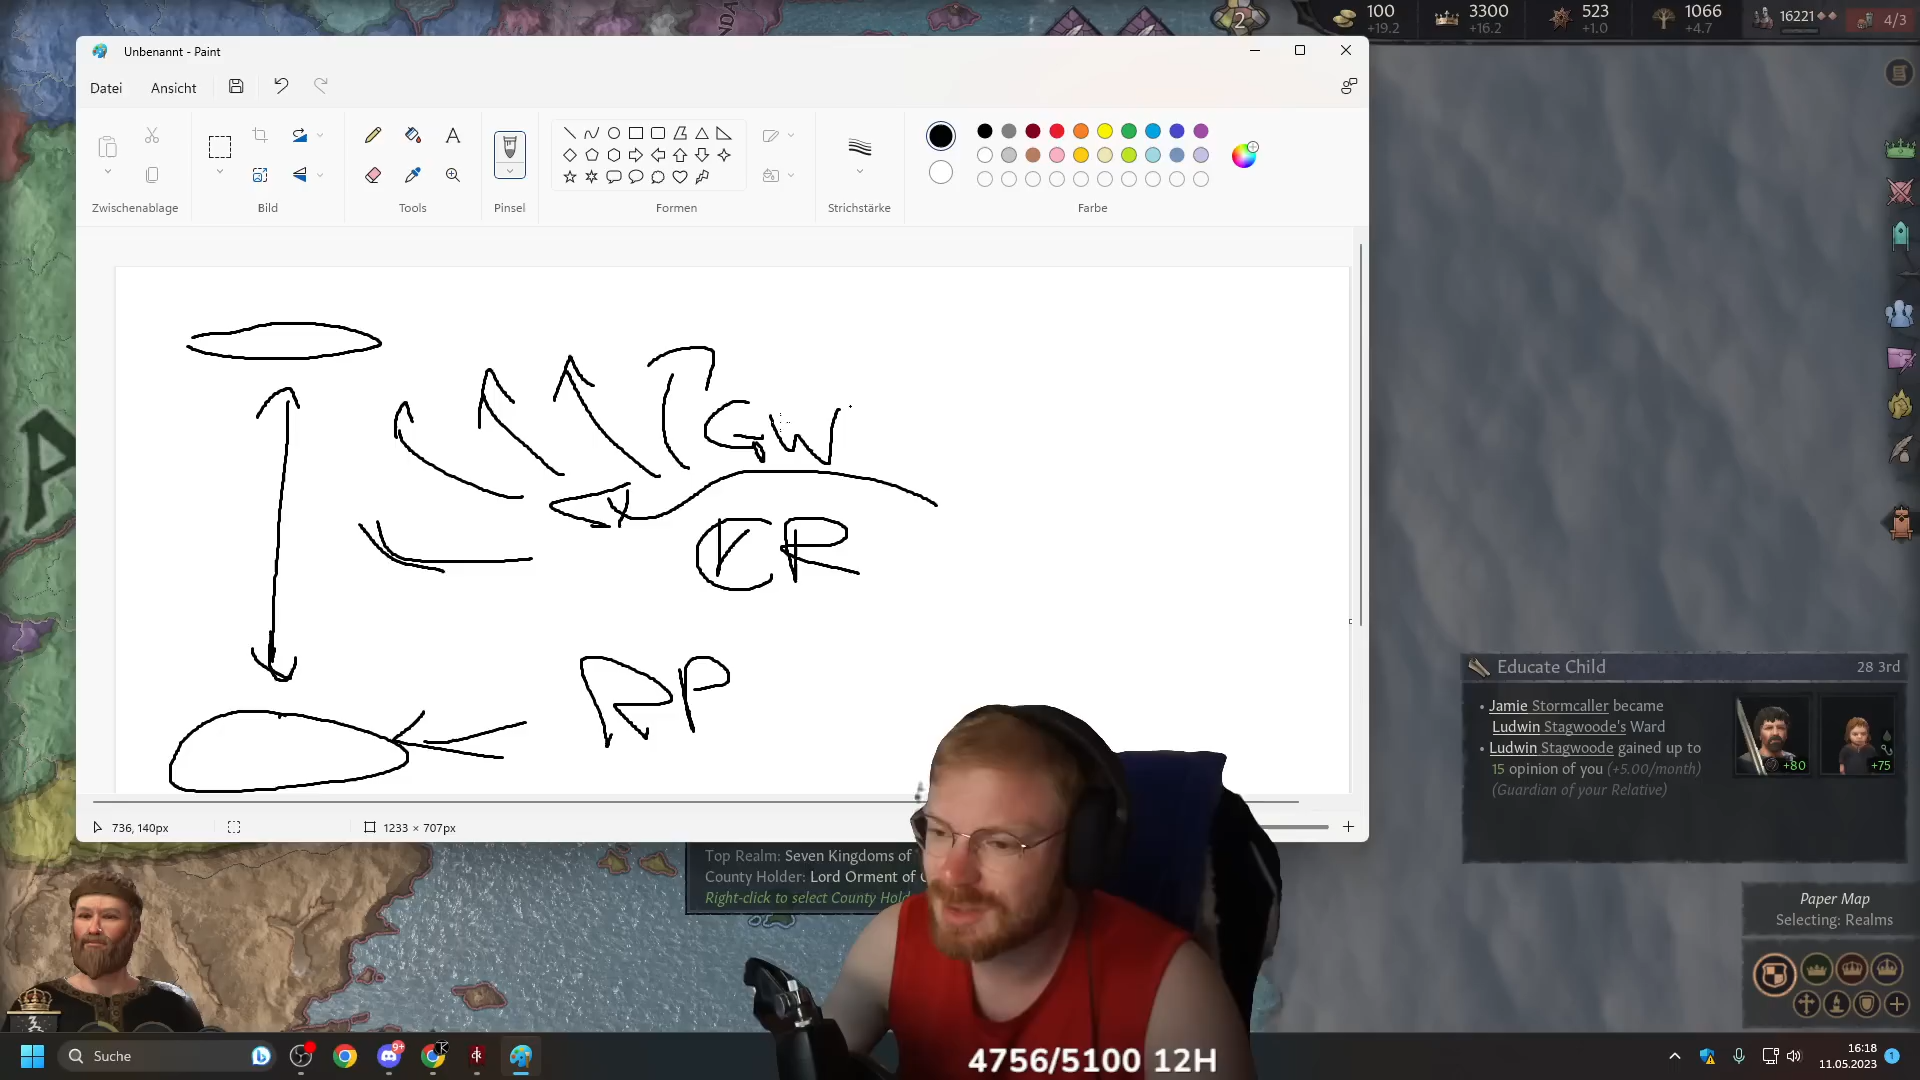 100
+19.2
3300
+16.2
523
+1.0
1066
+4.7
16221
4/3
2
Unbenannt - Paint
Datei
Ansicht
Zwischenablage
Bild
Tools
Pinsel
Formen
Strichstärke
Farbe
GW
RP
736, 140px
1233 × 707px
Educate Child
28 3rd
• Jamie Stormcaller became
Ludwin Stagwoode's Ward
• Ludwin Stagwoode gained up to
15 opinion of you (+5.00/month)
(Guardian of your Relative)
+80
+75
Top Realm: Seven Kingdoms of
County Holder: Lord Orment of
Right-click to select County Hold
Paper Map
Selecting: Realms
3
Suche
9+
K
4756/5100 12H
16:18
11.05.2023
1